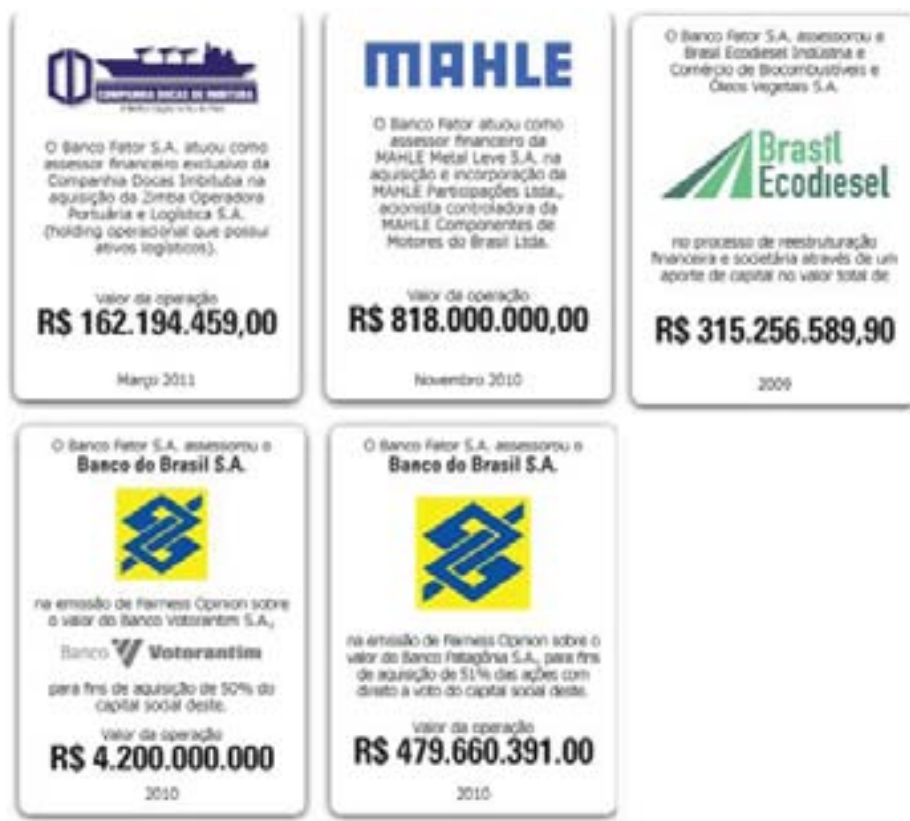 COMPANHIA DOCAS DE IMBITUBA
O Banco Fator S.A. atuou como
assessor financeiro exclusivo da
Companhia Docas Imbituba na
aquisição da Zimba Operadora
Portuária e Logística S.A.
(holding operacional que possui
ativos logísticos).
Valor da operação
R$ 162.194.459,00
Março 2011
MAHLE
O Banco Fator atuou como
assessor financeiro da
MAHLE Metal Leve S.A. na
aquisição e incorporação da
MAHLE Participações Ltda.,
acionista controladora da
MAHLE Componentes de
Motores do Brasil Ltda.
Valor da operação
R$ 818.000.000,00
Novembro 2010
O Banco Fator S.A. assessorou a
Brasil Ecodiesel Indústria e
Comércio de Biocombustíveis e
Óleos Vegetais S.A.
Brasil
Ecodiesel
no processo de reestruturação
financeira e societária através de um
aporte de capital no valor total de
R$ 315.256.589,90
2009
O Banco Fator S.A. assessorou o
Banco do Brasil S.A.
na emissão de Fairness Opinion sobre
o valor do Banco Votorantim S.A.,
Banco Votorantim
para fins de aquisição de 50% do
capital social deste.
Valor da operação
R$ 4.200.000.000
2010
O Banco Fator S.A. assessorou o
Banco do Brasil S.A.
na emissão de Fairness Opinion sobre o
valor do Banco Patagônia S.A., para fins
de aquisição de 51% das ações com
direito a voto do capital social deste.
Valor da operação
R$ 479.660.391.00
2010